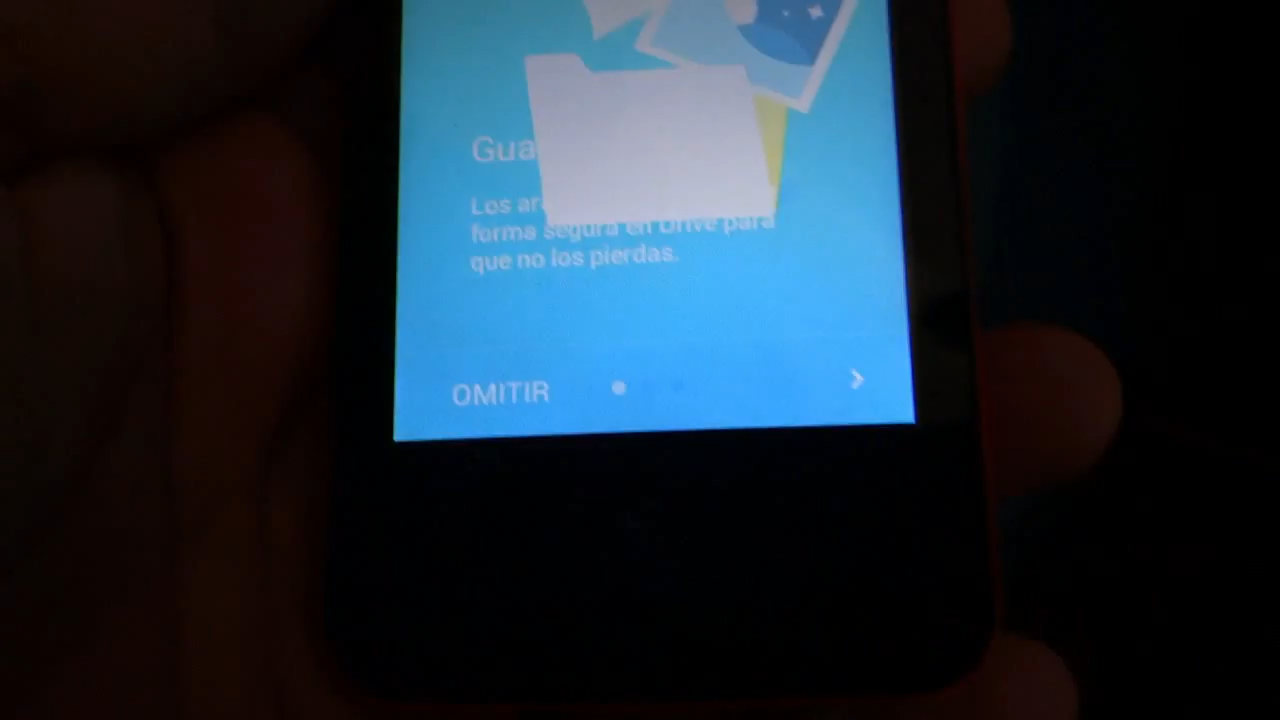 Gua
Los ar
forma segura en Drive para
que no los pierdas.
OMITIR